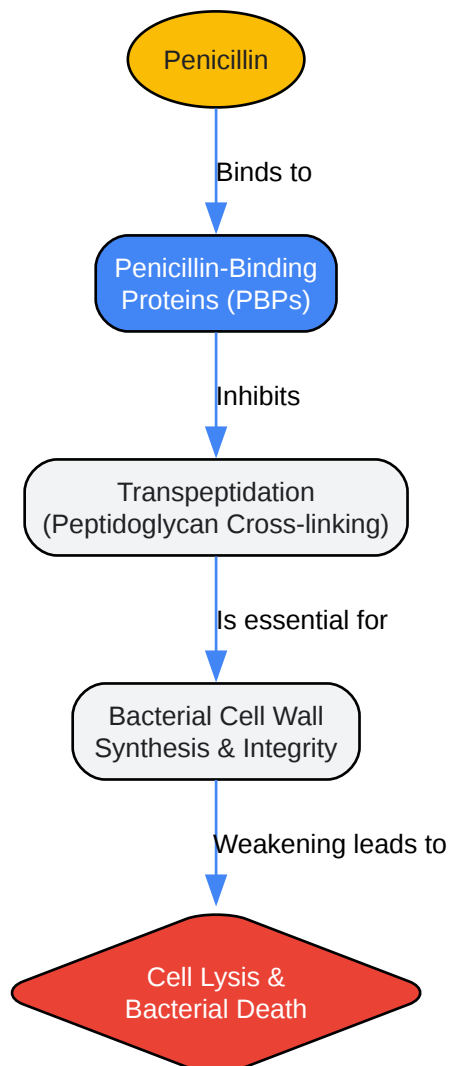 Penicillin
Binds to
Penicillin-Binding
Proteins (PBPs)
Inhibits
Transpeptidation
(Peptidoglycan Cross-linking)
Is essential for
Bacterial Cell Wall
Synthesis & Integrity
Weakening leads to
Cell Lysis &
Bacterial Death